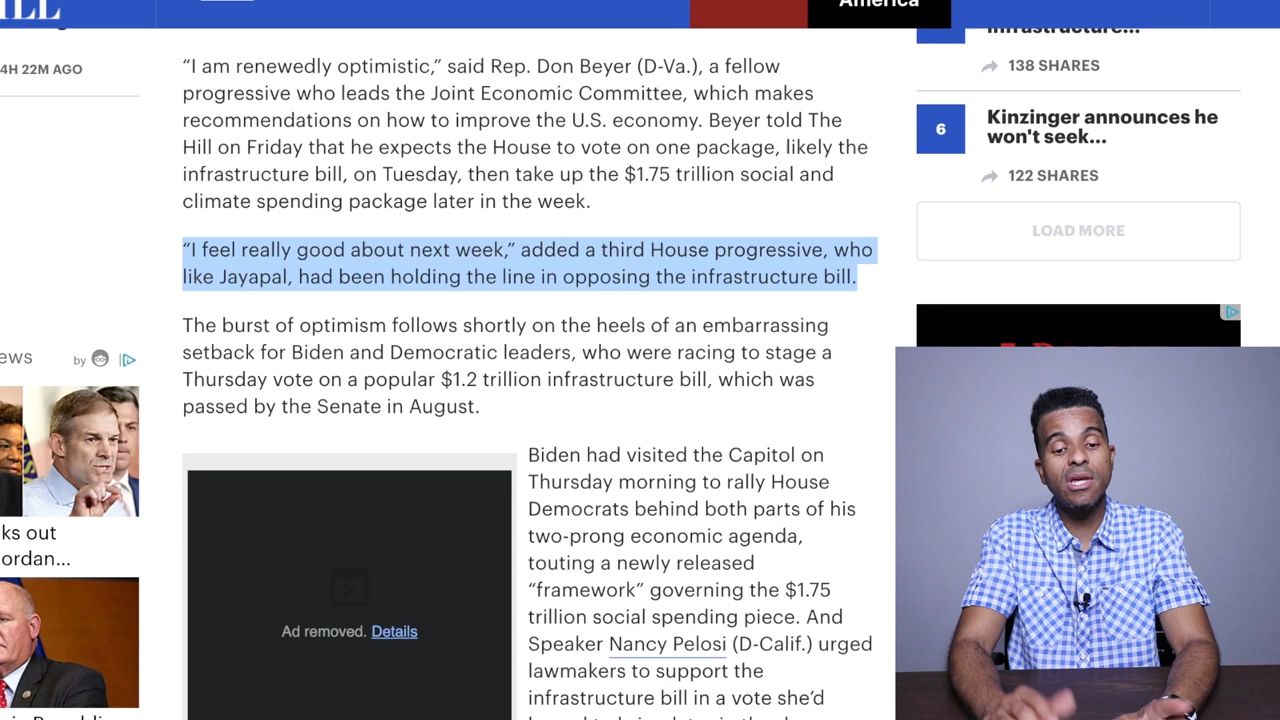 America
4H 22M AGO
“I am renewedly optimistic,” said Rep. Don Beyer (D-Va.), a fellow
progressive who leads the Joint Economic Committee, which makes
recommendations on how to improve the U.S. economy. Beyer told The
Hill on Friday that he expects the House to vote on one package, likely the
infrastructure bill, on Tuesday, then take up the $1.75 trillion social and
climate spending package later in the week.
“I feel really good about next week,” added a third House progressive, who
like Jayapal, had been holding the line in opposing the infrastructure bill.
The burst of optimism follows shortly on the heels of an embarrassing
setback for Biden and Democratic leaders, who were racing to stage a
Thursday vote on a popular $1.2 trillion infrastructure bill, which was
passed by the Senate in August.
Biden had visited the Capitol on
Thursday morning to rally House
Democrats behind both parts of his
two-prong economic agenda,
touting a newly released
“framework” governing the $1.75
trillion social spending piece. And
Speaker Nancy Pelosi (D-Calif.) urged
lawmakers to support the
infrastructure bill in a vote she’d
Ad removed. Details
ews
by
ks out
ordan...
infrastructure...
138 SHARES
6
Kinzinger announces he
won't seek...
122 SHARES
LOAD MORE